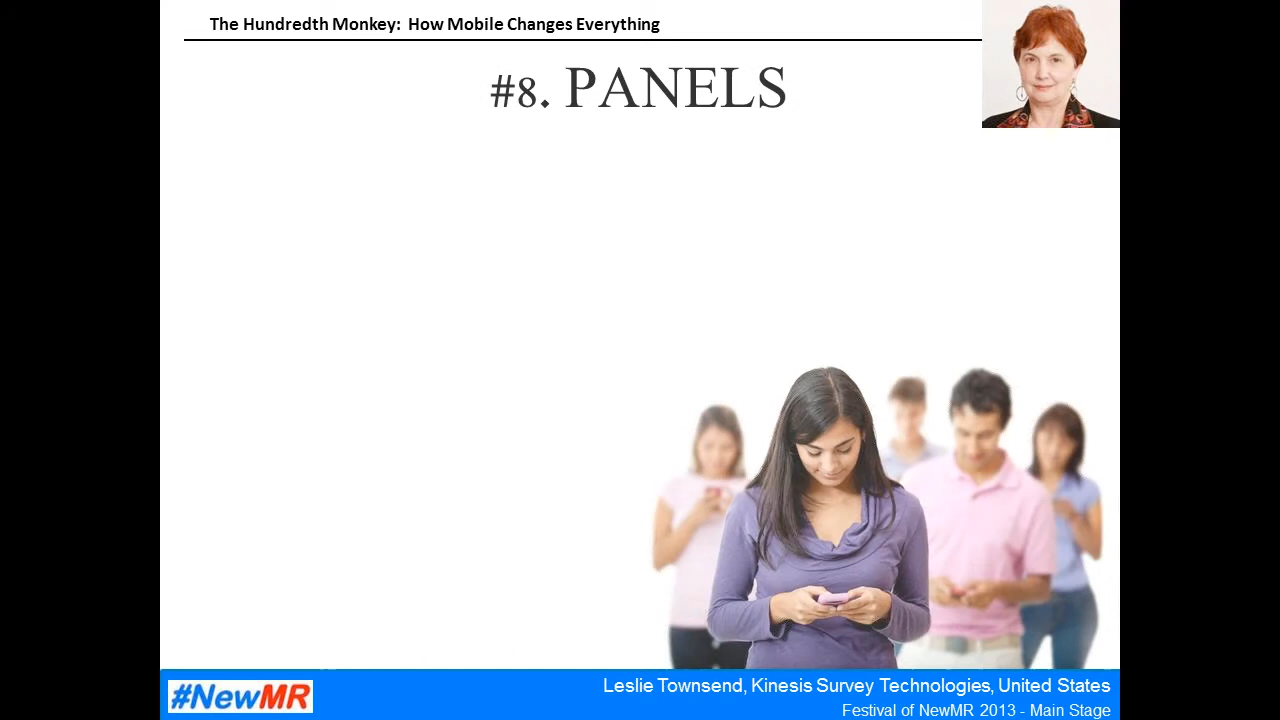 The Hundredth Monkey: How Mobile Changes Everything
#8. PANELS
#NewMR
Leslie Townsend, Kinesis Survey Technologies, United States
Festival of NewMR 2013 - Main Stage